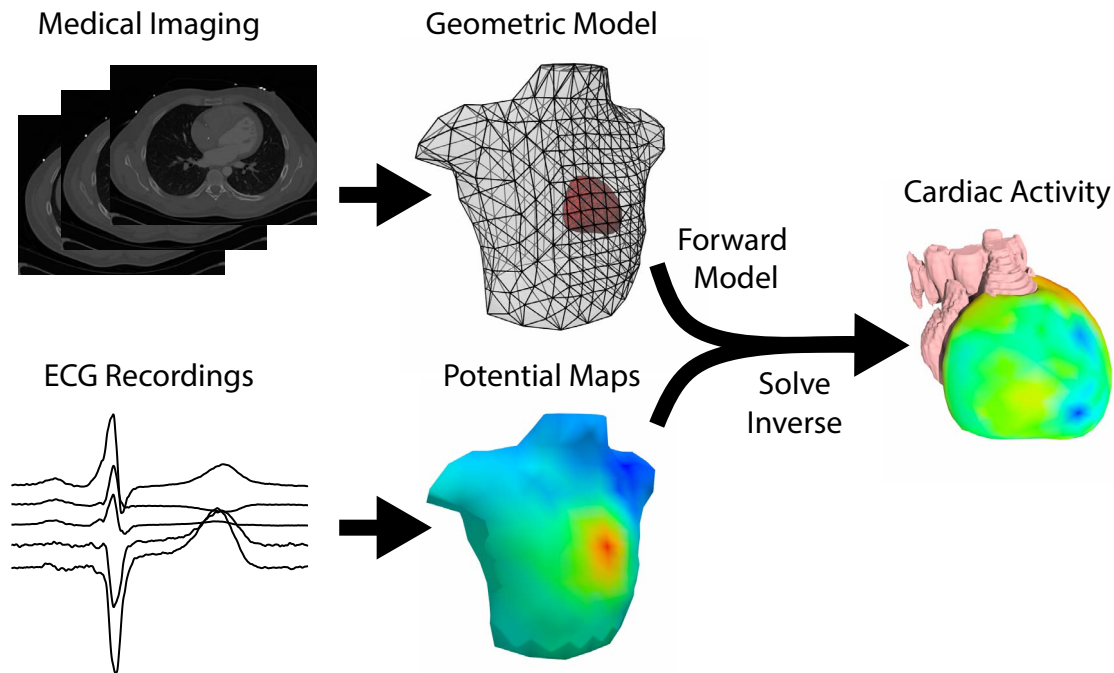 Medical Imaging
Geometric Model
Forward
Model
Cardiac Activity
ECG Recordings
Potential Maps
Solve
Inverse